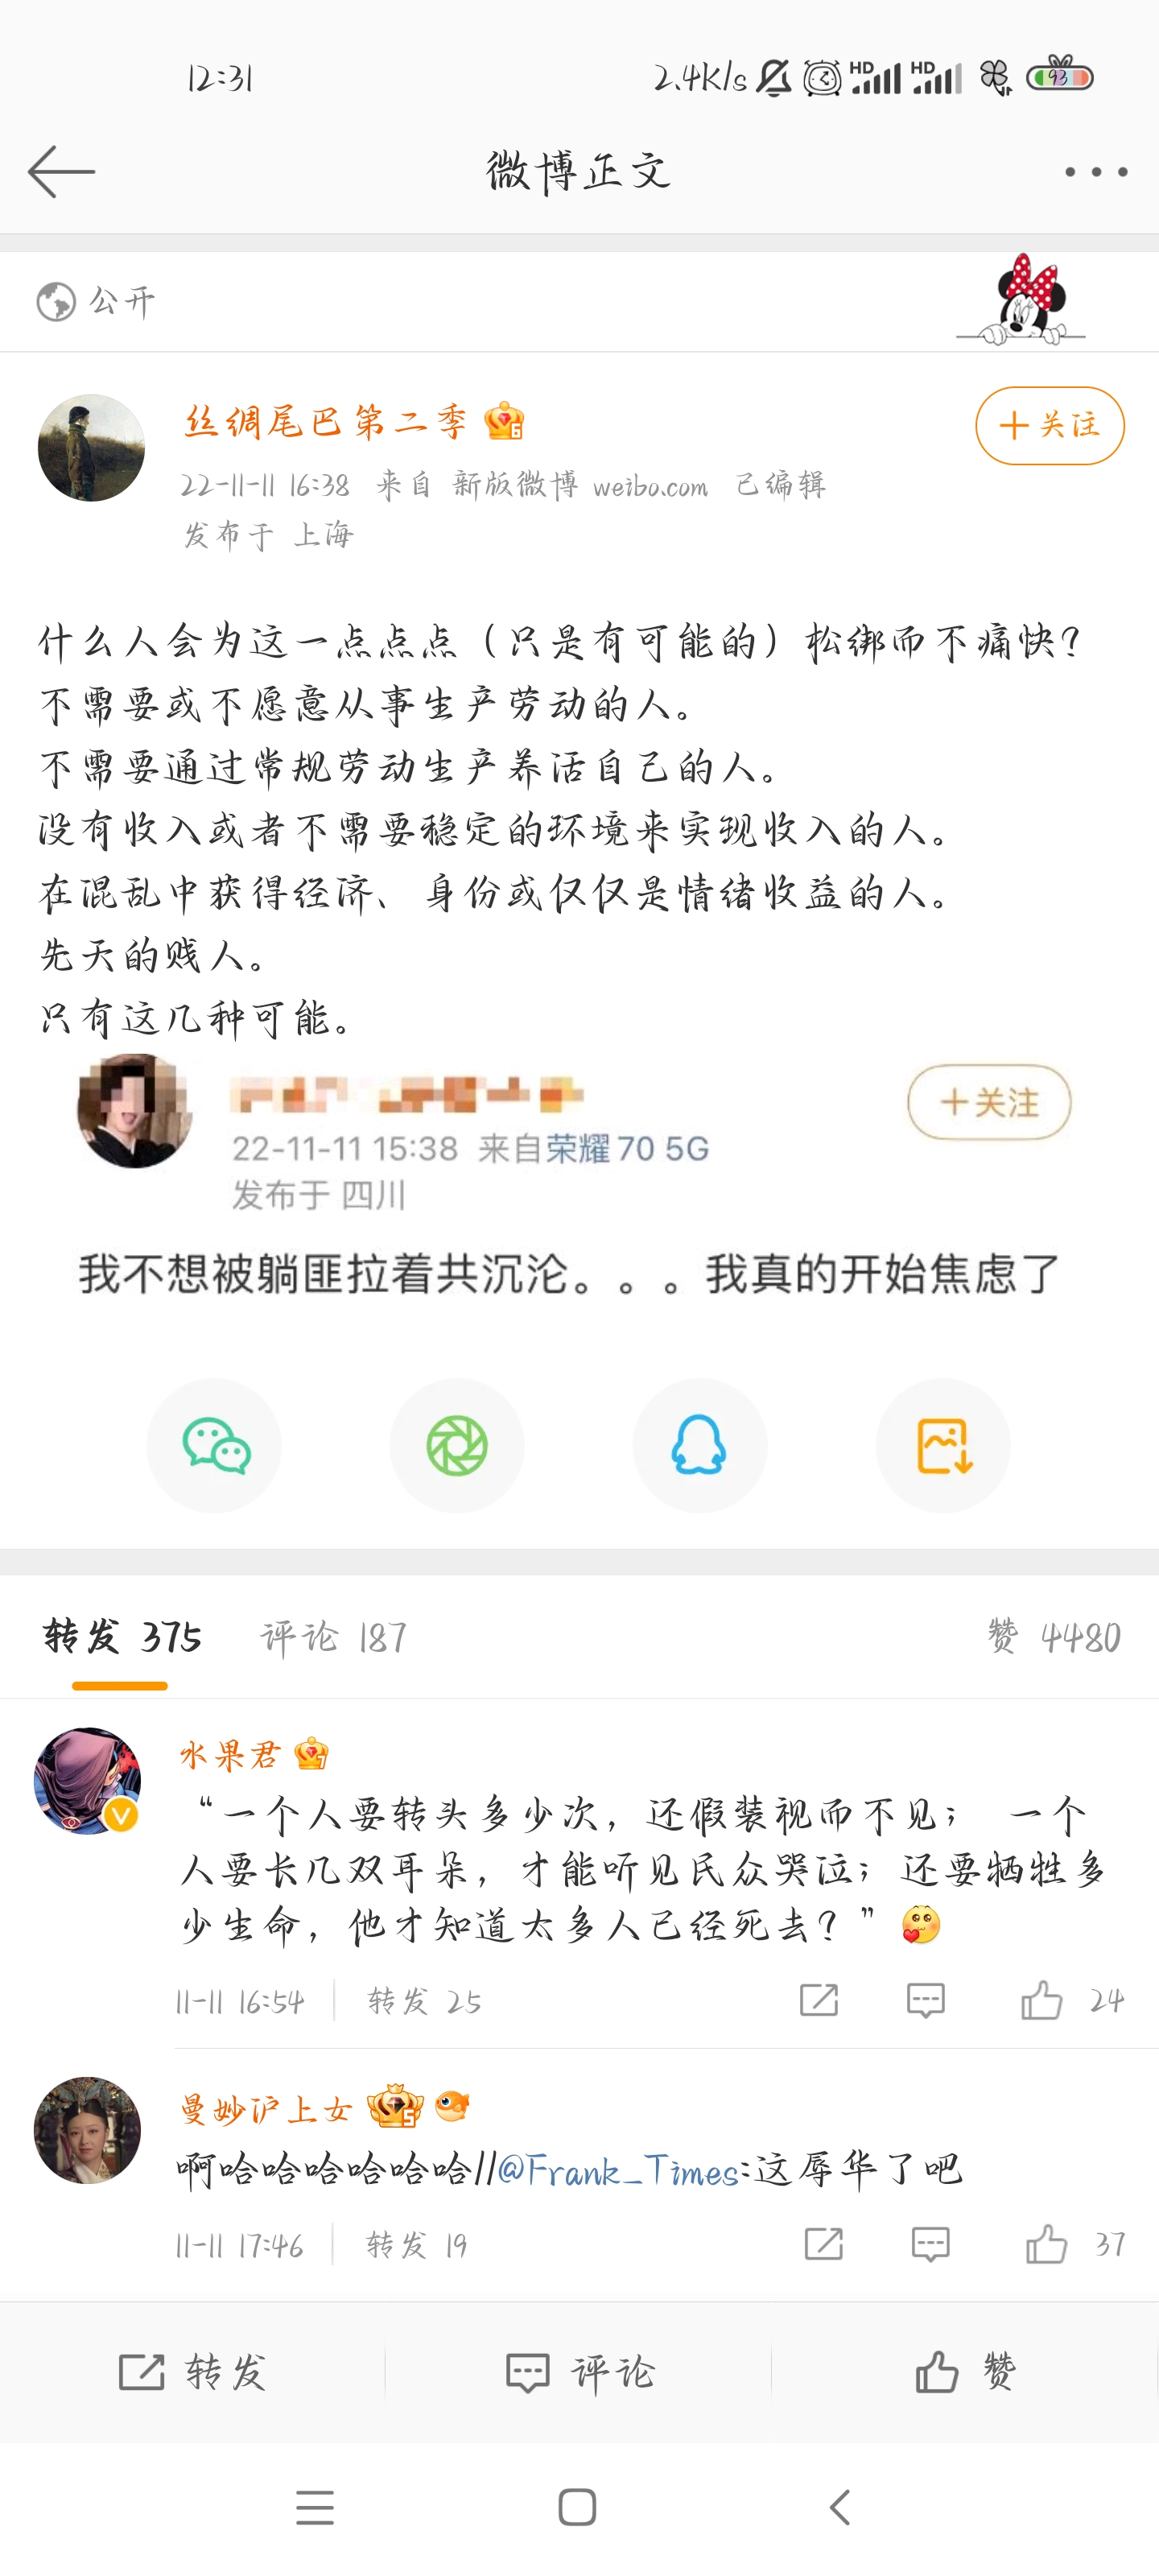 12:31
2.4K/s HD HD 93
微博正文
公开
丝绸尾巴第二季 6
+关注
22-11-11 16:38 来自 新版微博 weibo.com 已编辑
发布于 上海
什么人会为这一点点点（只是有可能的）松绑而不痛快？
不需要或不愿意从事生产劳动的人。
不需要通过常规劳动生产养活自己的人。
没有收入或者不需要稳定的环境来实现收入的人。
在混乱中获得经济、身份或仅仅是情绪收益的人。
先天的贱人。
只有这几种可能。
+关注
22-11-11 15:38 来自荣耀 70 5G
发布于 四川
我不想被躺匪拉着共沉沦。。。我真的开始焦虑了
转发 375 评论 187 赞 4480
水果君 7
“一个人要转头多少次，还假装视而不见； 一个
人要长几双耳朵，才能听见民众哭泣；还要牺牲多
少生命，他才知道太多人已经死去？”
11-11 16:54 转发 25 24
曼妙沪上女 5
啊哈哈哈哈哈哈//@Frank_Times:这辱华了吧
11-11 17:46 转发 19 37
转发 评论 赞